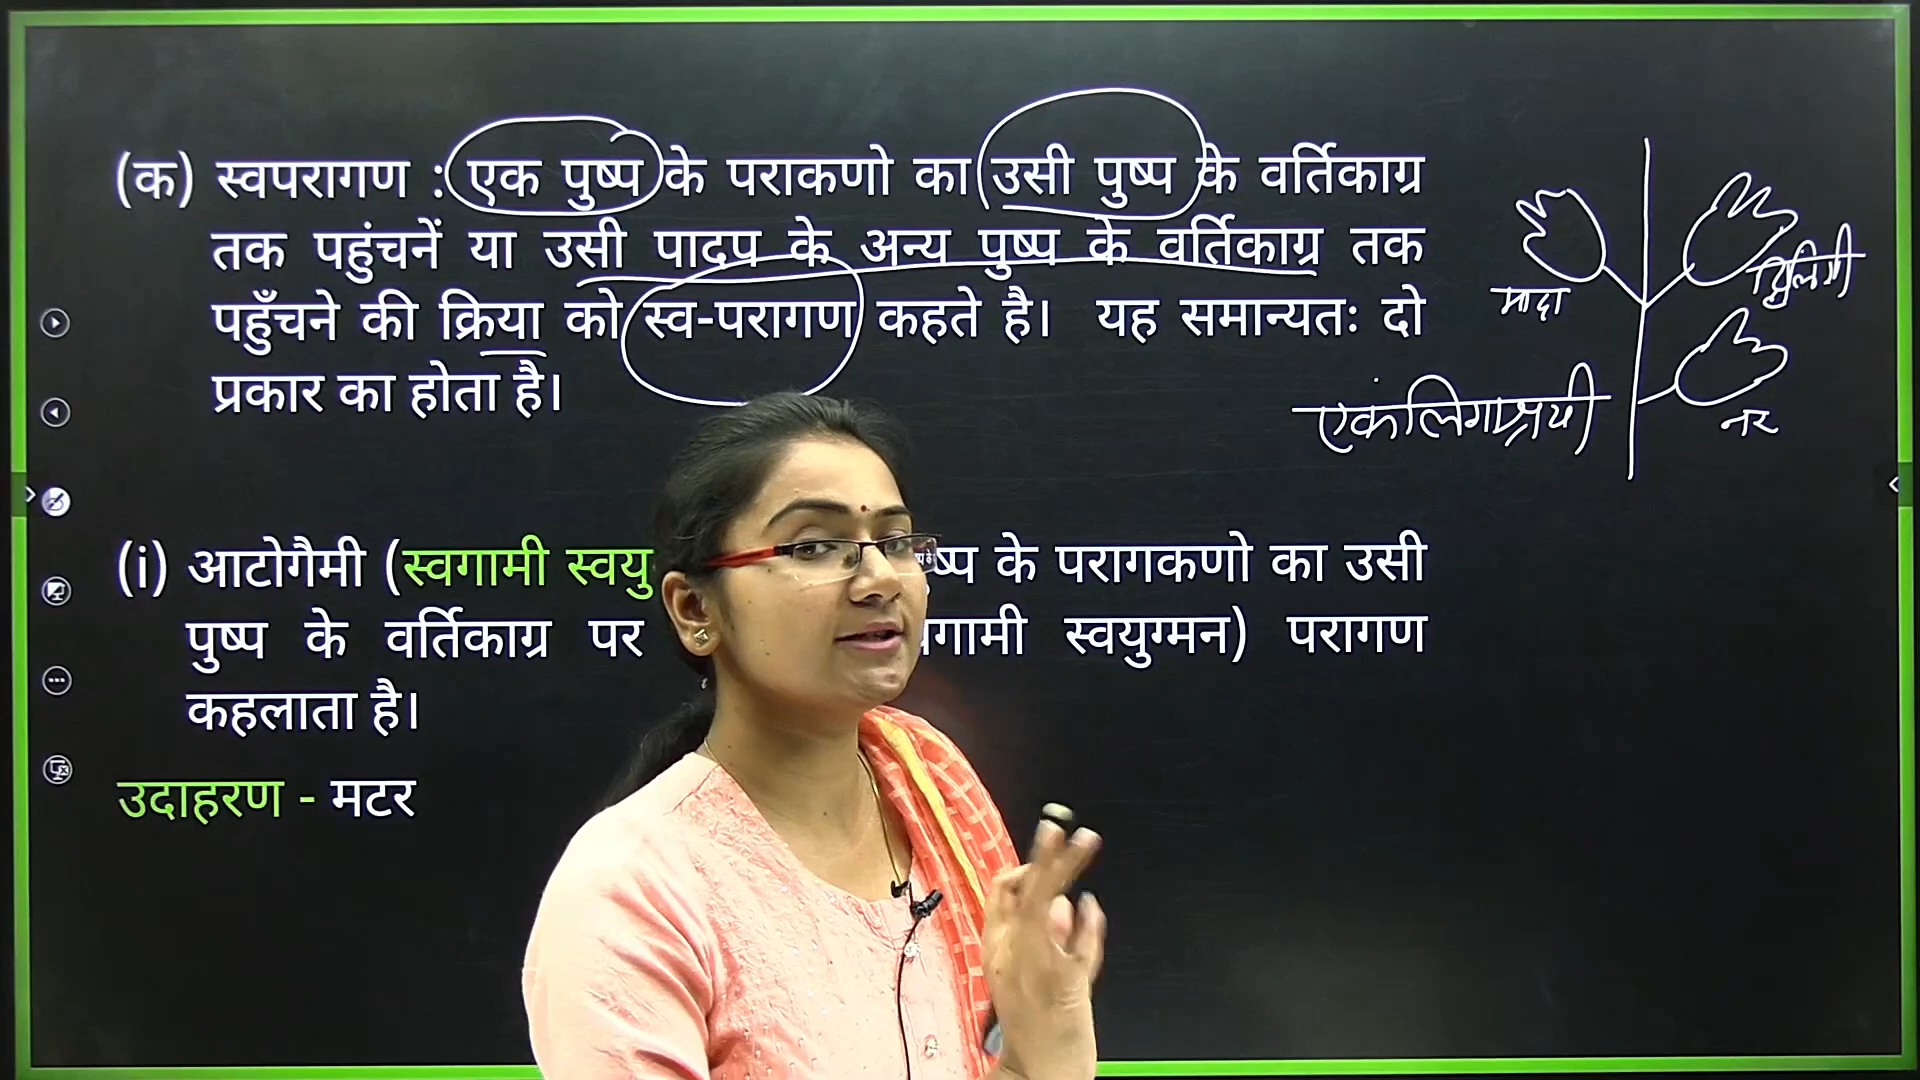 (क) स्वपरागण : एक पुष्प के पराकणो का उसी पुष्प के वर्तिकाग्र
तक पहुंचनें या उसी पादप के अन्य पुष्प के वर्तिकाग्र तक
पहुँचने की क्रिया को स्व-परागण कहते है। यह समान्यतः दो
प्रकार का होता है।
मादा
द्विलिंगी
नर
एकलिंगाश्रयी
(i) आटोगैमी (स्वगामी स्वयु ष्प के परागकणो का उसी
पुष्प के वर्तिकाग्र पर गामी स्वयुग्मन) परागण
कहलाता है।
उदाहरण - मटर